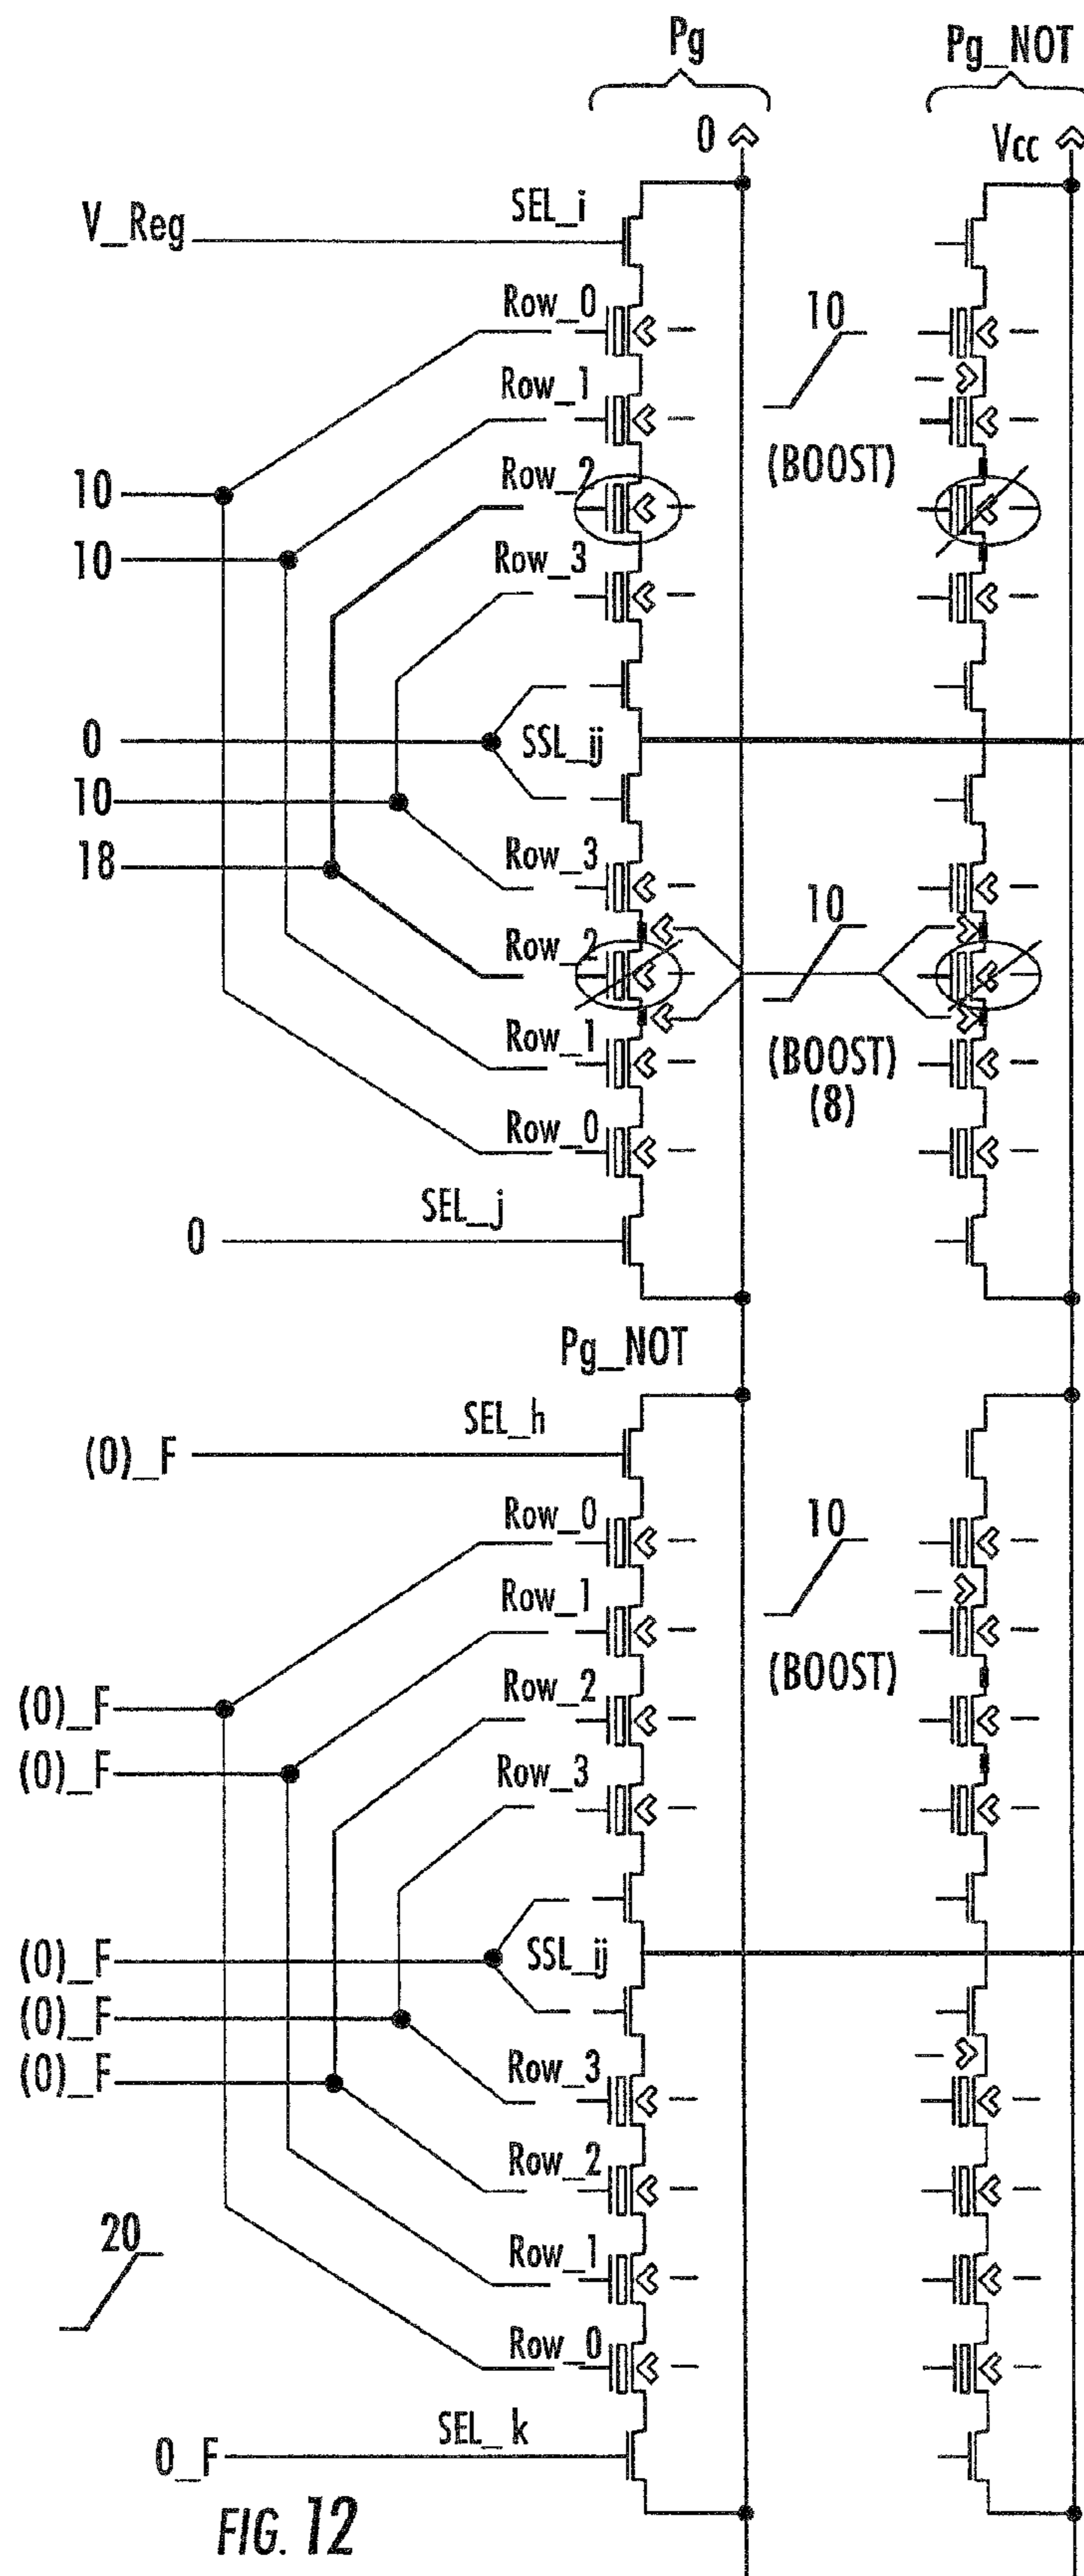 Pg Pg_NOT
0 Vcc
SEL_i
V_Reg
Row_0
10
Row_1
(BOOST)
Row_2
10
10
Row_3
0
SSL_ij
10
18
Row_3
10
Row_2
Row_1
(BOOST)
(8)
Row_0
SEL_j
0
Pg_NOT
SEL_h
(0)_F
Row_0
10
Row_1
(BOOST)
Row_2
(0)_F
(0)_F
Row_3
(0)_F
SSL_ij
(0)_F
(0)_F
Row_3
Row_2
20
Row_1
Row_0
SEL_k
0_F
FIG. 12